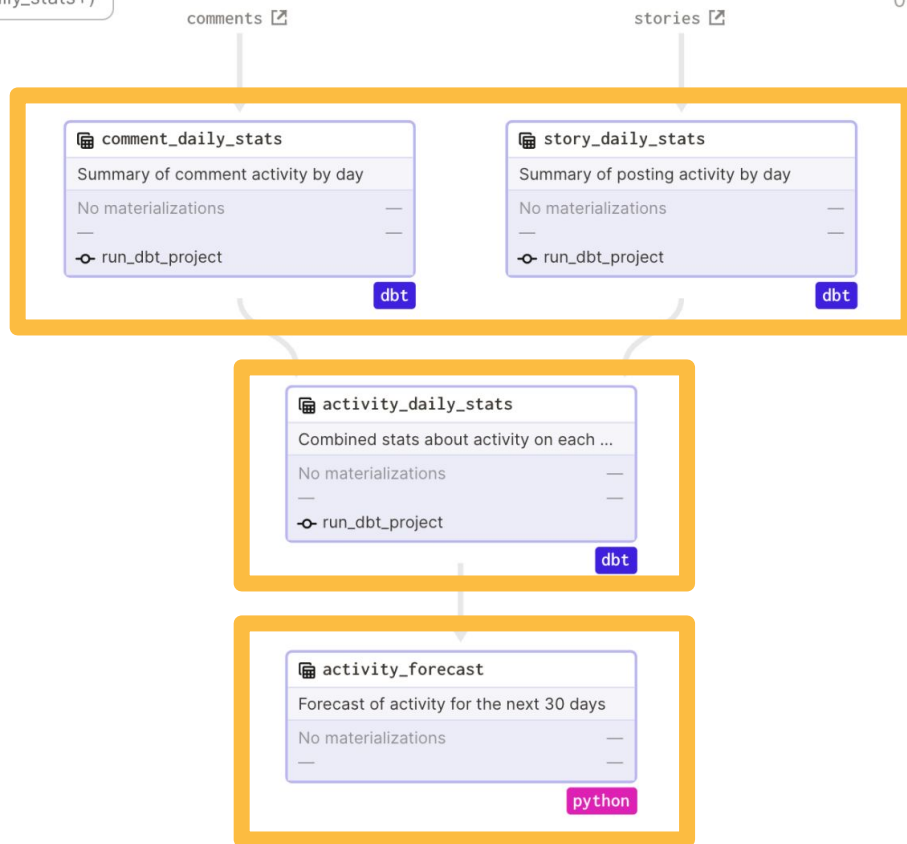 comments
stories
comment_daily_stats
Summary of comment activity by day
No materializations —
— —
run_dbt_project
dbt
story_daily_stats
Summary of posting activity by day
No materializations —
— —
run_dbt_project
dbt
activity_daily_stats
Combined stats about activity on each ...
No materializations —
— —
run_dbt_project
dbt
activity_forecast
Forecast of activity for the next 30 days
No materializations —
— —
python